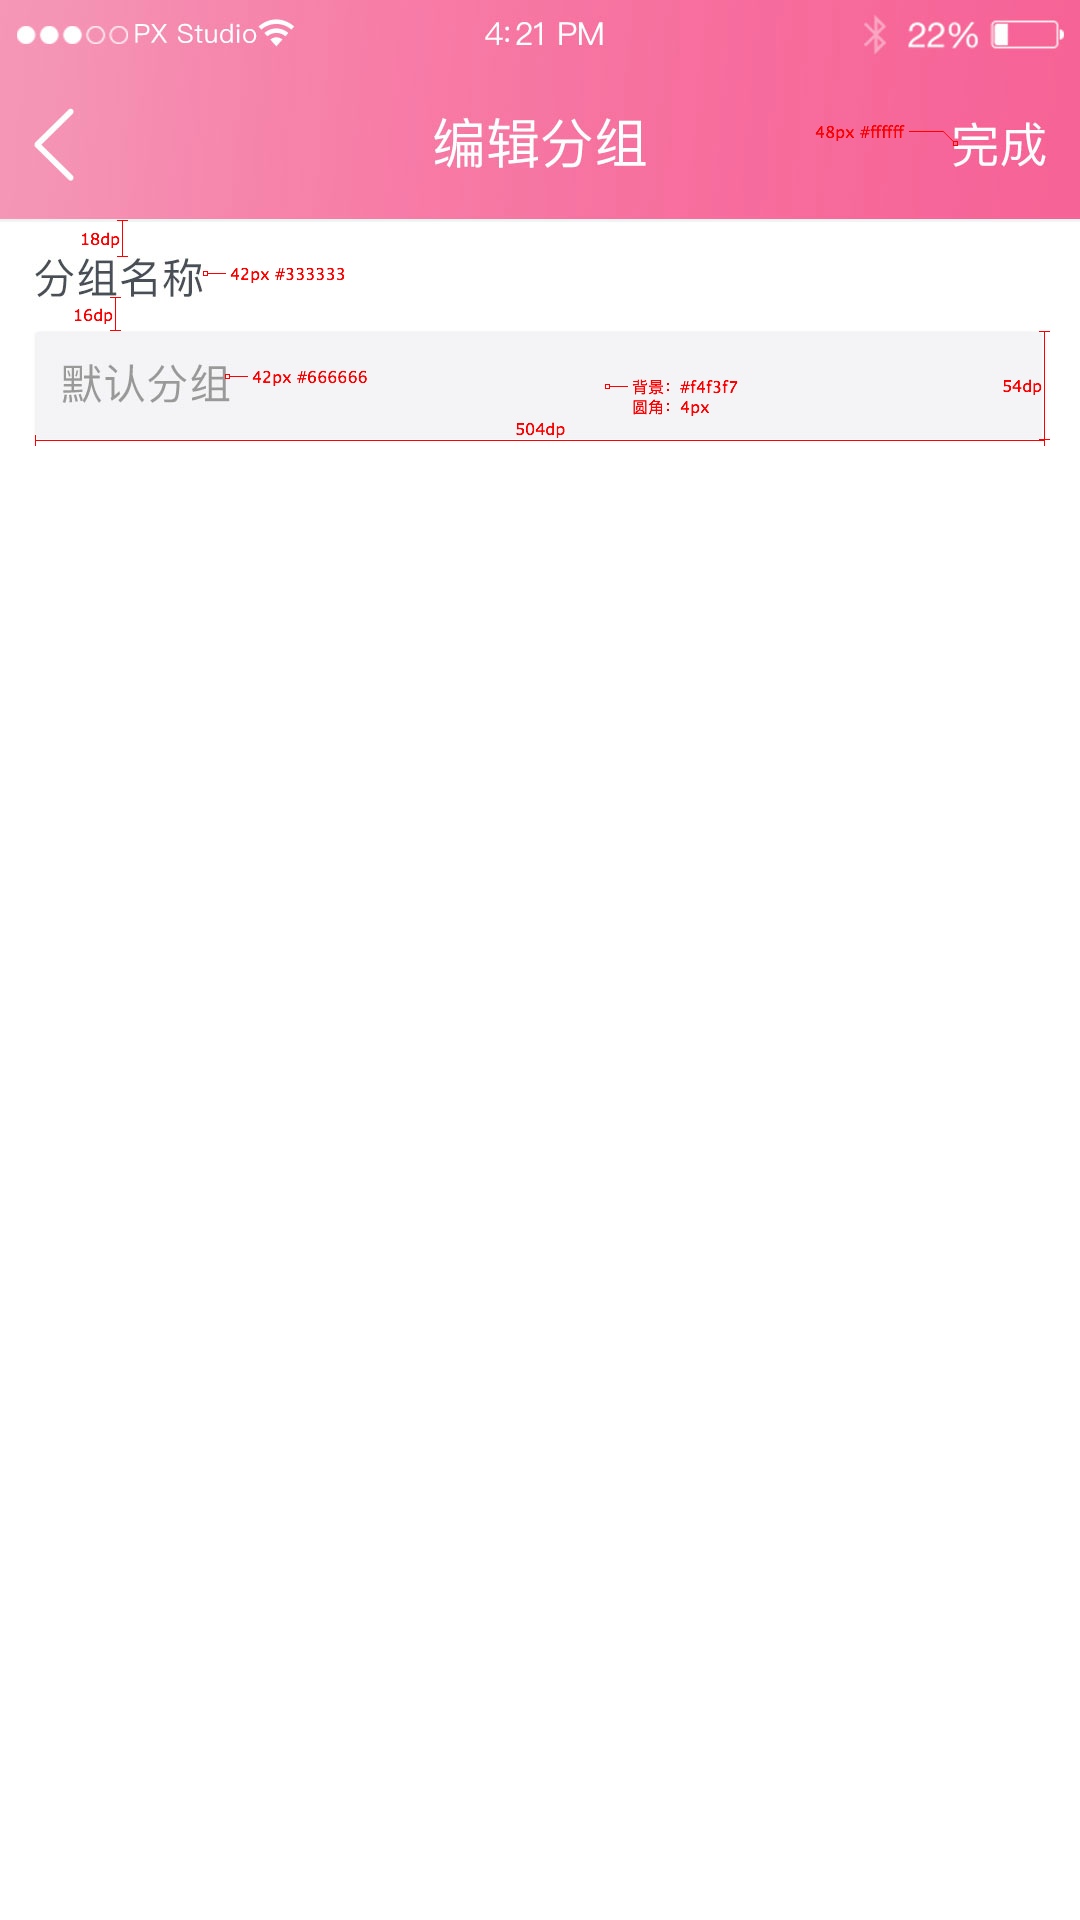 PX Studio 4:21 PM 22%
编辑分组 48px #ffffff 完成
18dp
分组名称 42px #333333
16dp
默认分组 42px #666666 背景：#f4f3f7 54dp
圆角：4px
504dp